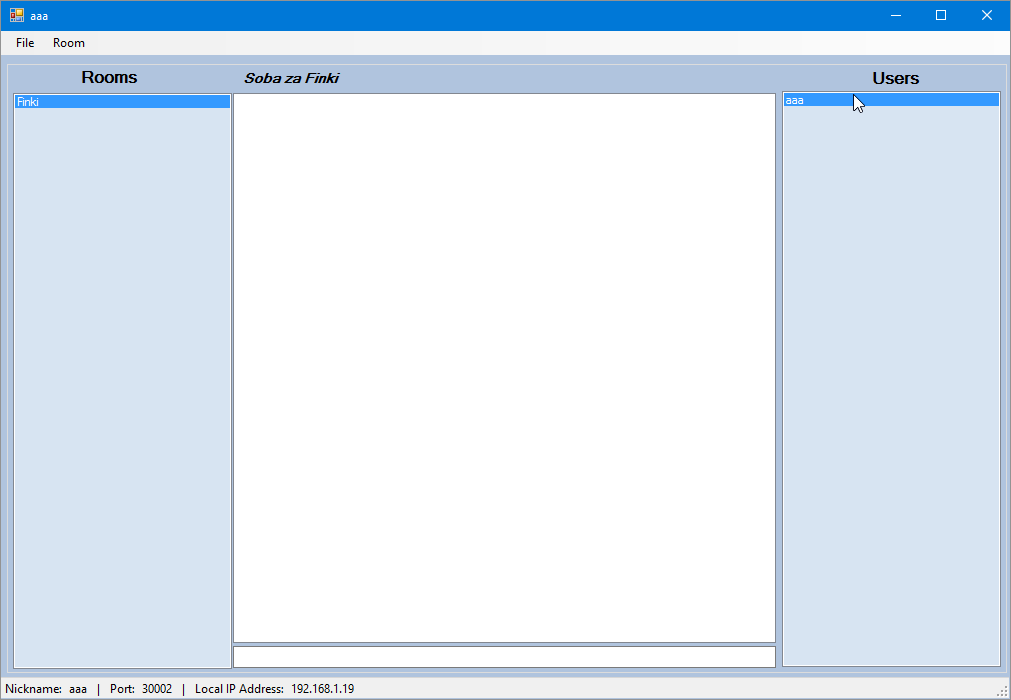 aaa
File Room
Rooms
Soba za Finki
Users
Finki
aaa
Nickname: aaa | Port: 30002 | Local IP Address: 192.168.1.19